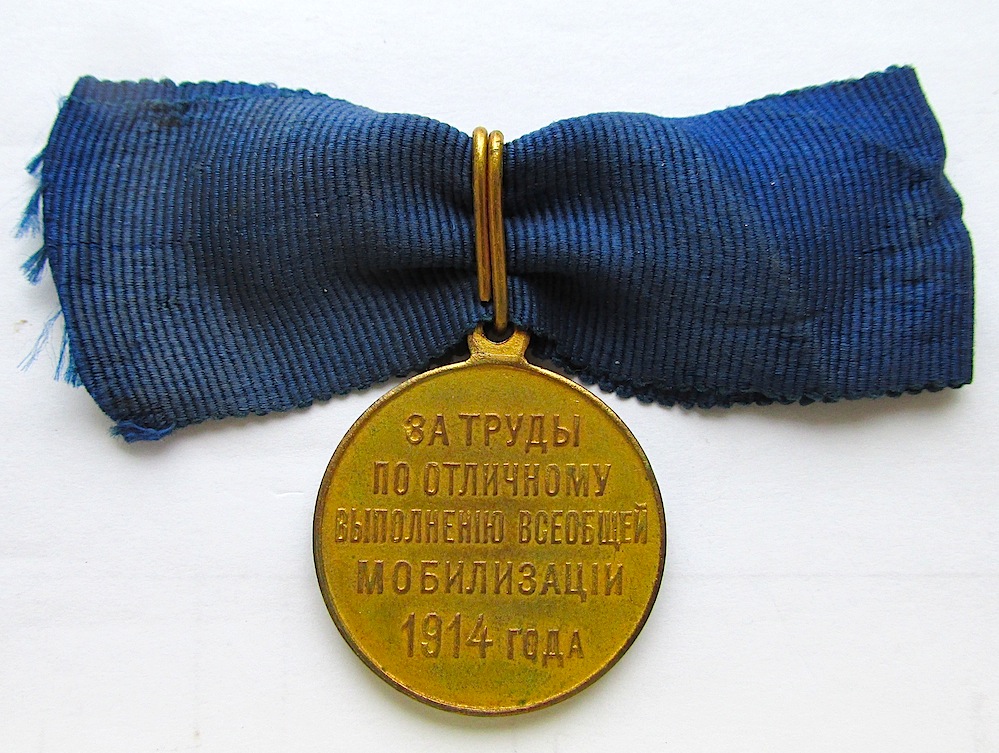 ЗА ТРУДЫ
ПО ОТЛИЧНОМУ
ВЫПОЛНЕНІЮ ВСЕОБЩЕЙ
МОБИЛИЗАЦІИ
1914 ГОДА